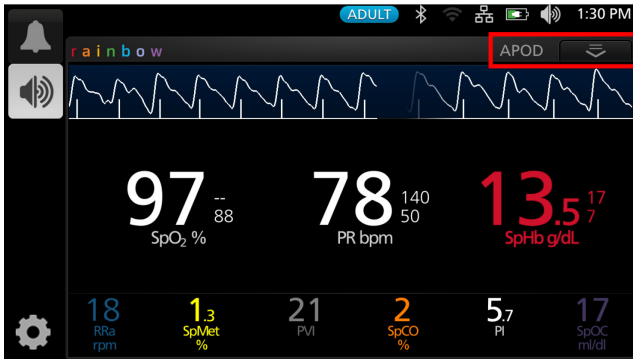 ADULT 1:30 PM
rainbow APOD
97 -- 88 78 140 50 13.5 17 7
SpO₂ % PR bpm SpHb g/dL
18 1.3 21 2 5.7 17
RRa SpMet PVI SpCO PI SpOC
rpm % % ml/dl